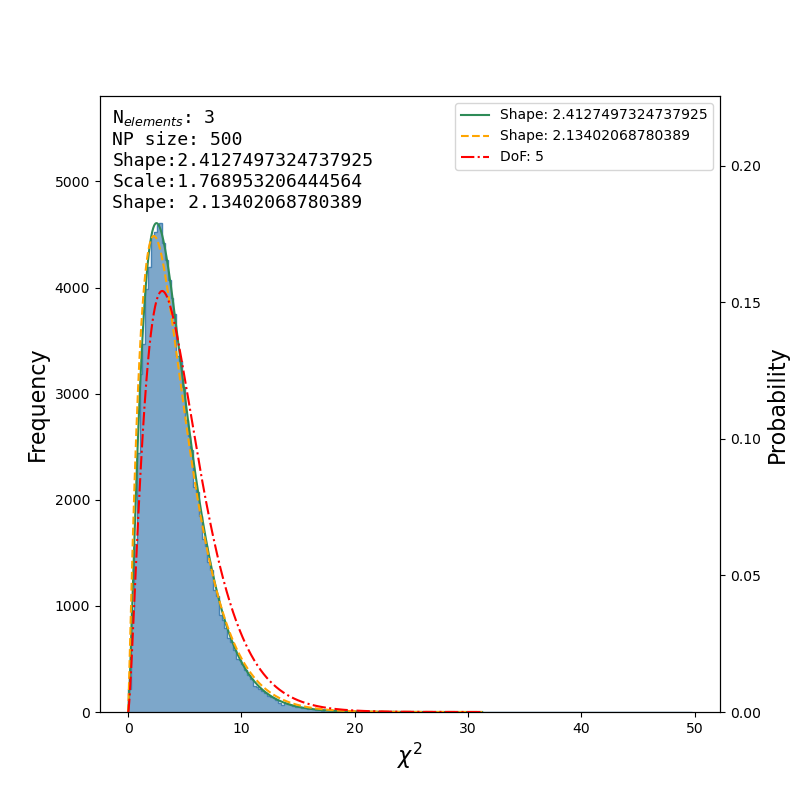 N_elements: 3
NP size: 500
Shape:2.4127497324737925
Scale:1.768953206444564
Shape: 2.13402068780389
Shape: 2.4127497324737925
Shape: 2.13402068780389
DoF: 5
Frequency
5000
4000
3000
2000
1000
0
0.20
0.15
0.10
0.05
0.00
Probability
0 10 20 30 40 50
χ²